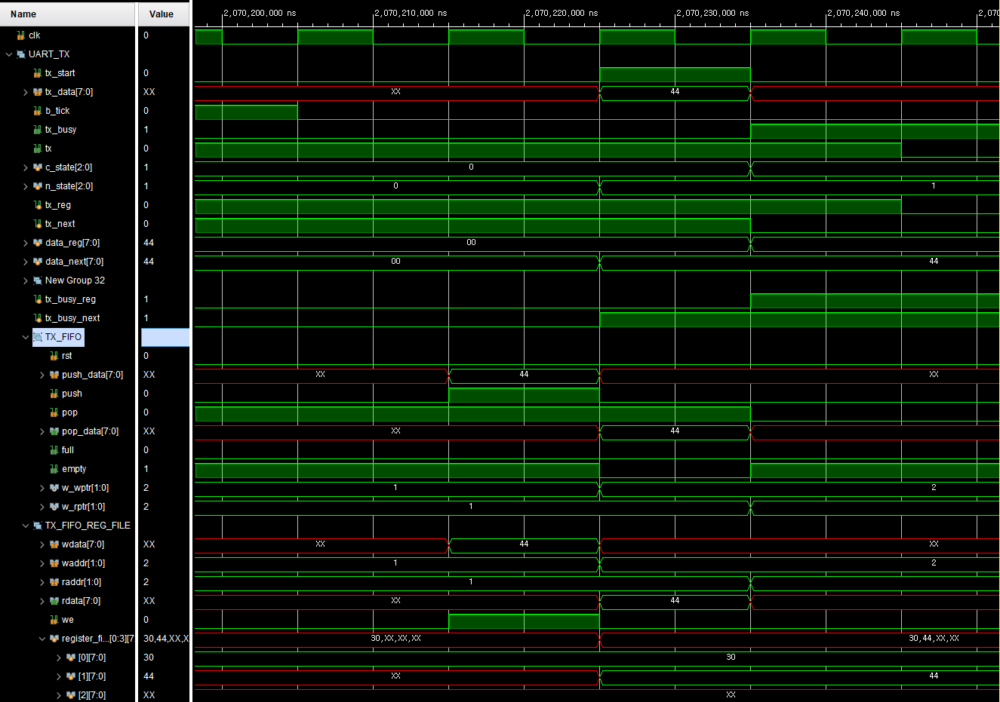 Name Value 2,070,200,000 ns 2,070,210,000 ns 2,070,220,000 ns 2,070,230,000 ns 2,070,240,000 ns 2,070
clk 0
UART_TX
tx_start 0
tx_data[7:0] XX XX 44
b_tick 0
tx_busy 1
tx 0
c_state[2:0] 1 0
n_state[2:0] 1 0 1
tx_reg 0
tx_next 0
data_reg[7:0] 44 00
data_next[7:0] 44 00 44
New Group 32
tx_busy_reg 1
tx_busy_next 1
TX_FIFO
rst 0
push_data[7:0] XX XX 44 XX
push 0
pop 0
pop_data[7:0] XX XX 44
full 0
empty 1
w_wptr[1:0] 2 1 2
w_rptr[1:0] 2 1
TX_FIFO_REG_FILE
wdata[7:0] XX XX 44 XX
waddr[1:0] 2 1 2
raddr[1:0] 2 1
rdata[7:0] XX XX 44
we 0
register_fi...[0:3][7 30,44,XX,X 30,XX,XX,XX 30,44,XX,XX
[0][7:0] 30 30
[1][7:0] 44 XX 44
[2][7:0] XX XX